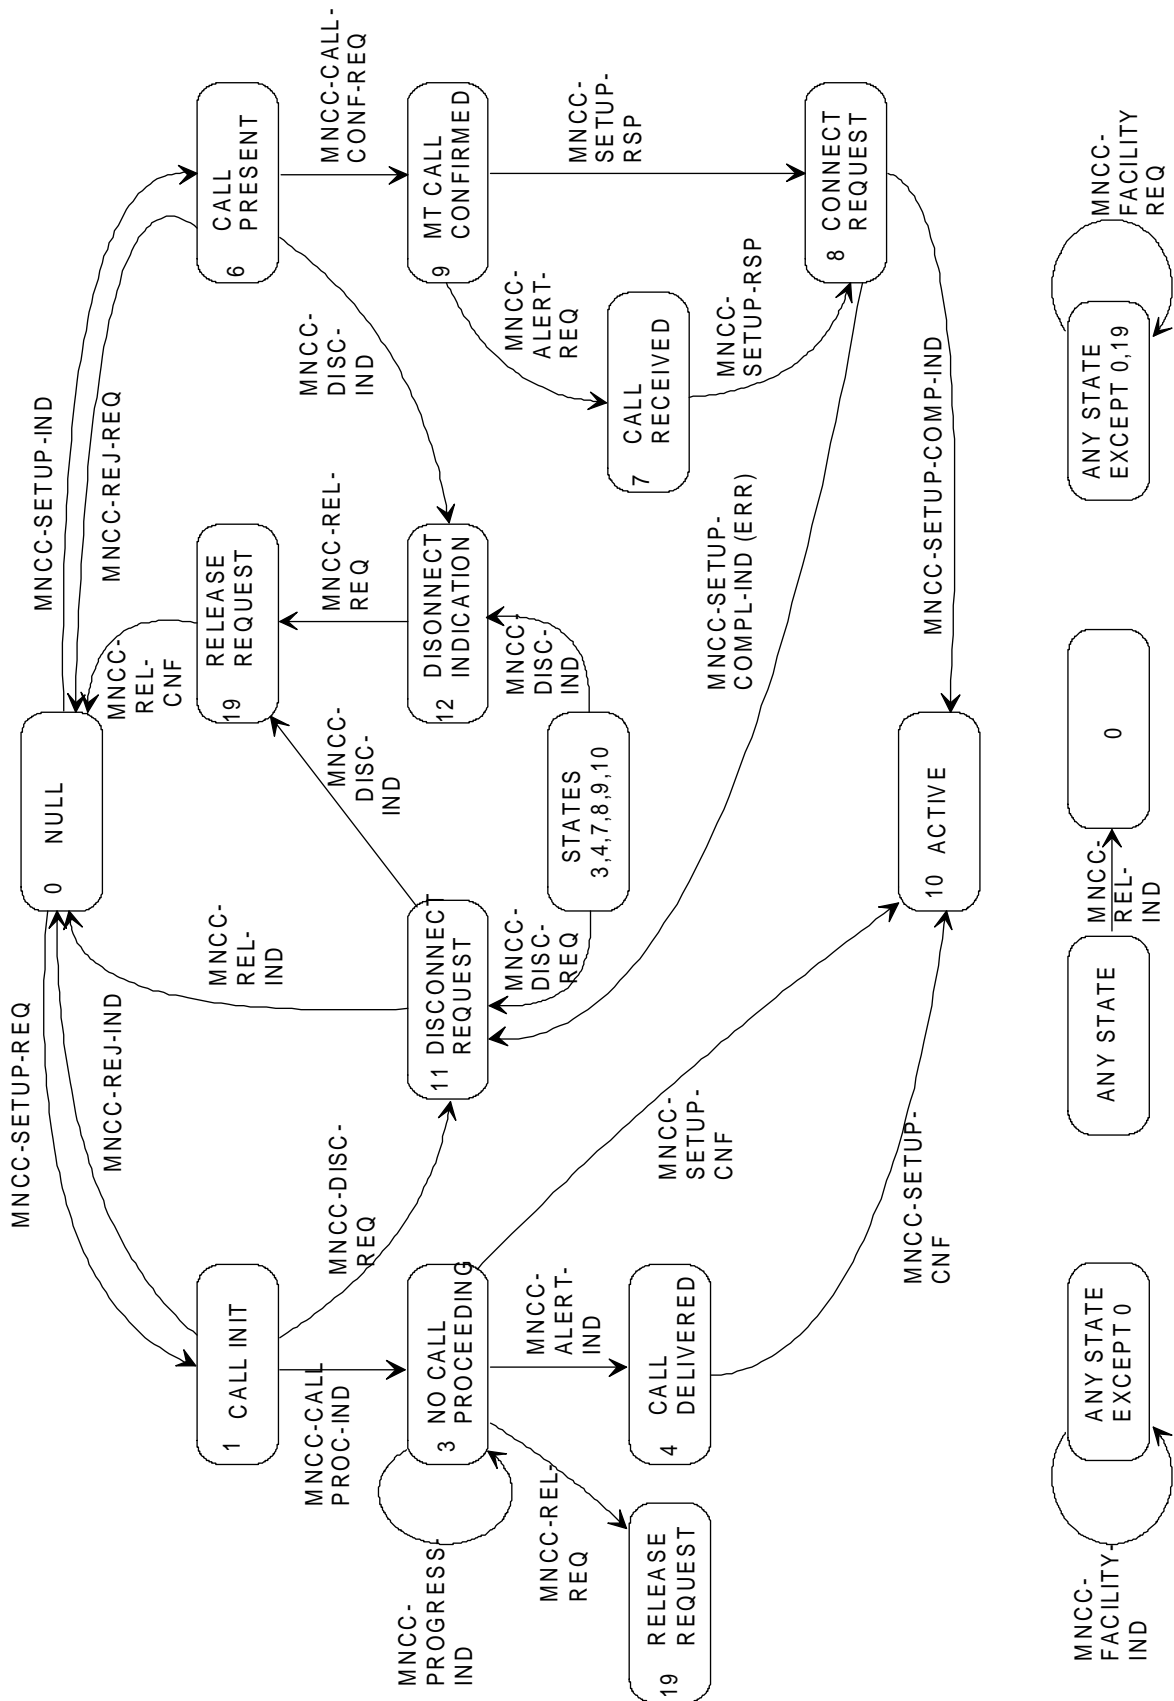 MNCC-SETUP-REQ
MNCC-REJ-IND
0 NULL
MNCC-SETUP-IND
MNCC-REJ-REQ
1 CALL INIT
MNCC-DISC-
REQ
MNCC-REL-
IND
MNCC-
REL-
CNF
19 RELEASE
REQUEST
MNCC-
DISC-
IND
6 CALL
PRESENT
MNCC-CALL
PROC-IND
MNCC-
DISC-
IND
MNCC-REL-
REQ
MNCC-CALL-
CONF-REQ
MNCC-
PROGRESS-
IND
3 NO CALL
PROCEEDING
11 DISCONNECT
REQUEST
12 DISONNECT
INDICATION
9 MT CALL
CONFIRMED
MNCC-REL-
REQ
MNCC-
ALERT-
IND
MNCC-
DISC-
REQ
STATES
3,4,7,8,9,10
MNCC-
DISC-
IND
MNCC-
ALERT-
REQ
MNCC-
SETUP-
RSP
19 RELEASE
REQUEST
4 CALL
DELIVERED
MNCC-
SETUP-
CNF
7 CALL
RECEIVED
MNCC-SETUP-
COMPL-IND (ERR)
MNCC-
SETUP-RSP
8 CONNECT
REQUEST
MNCC-SETUP-
CNF
10 ACTIVE
MNCC-SETUP-COMP-IND
MNCC-
FACILITY-
IND
ANY STATE
EXCEPT 0
ANY STATE
MNCC-
REL-
IND
0
ANY STATE
EXCEPT 0,19
MNCC-
FACILITY
REQ